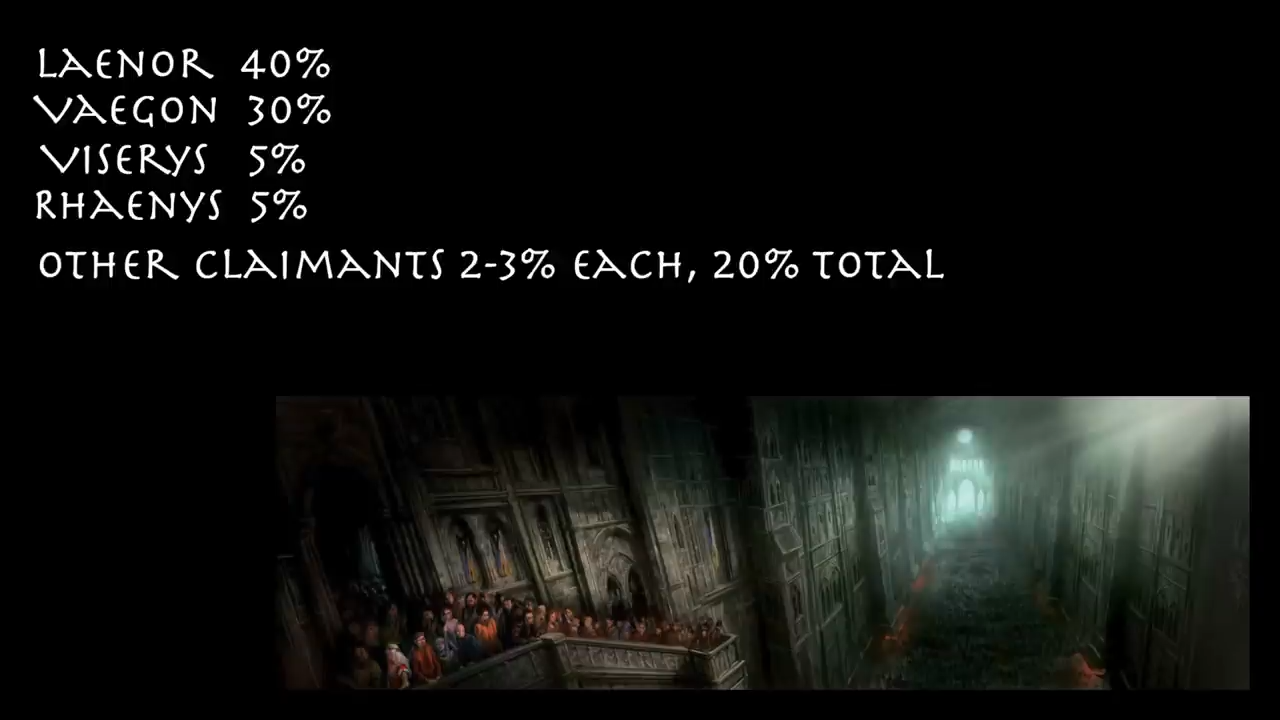 Laenor 40%
Vaegon 30%
Viserys 5%
Rhaenys 5%
Other claimants 2-3% each, 20% total